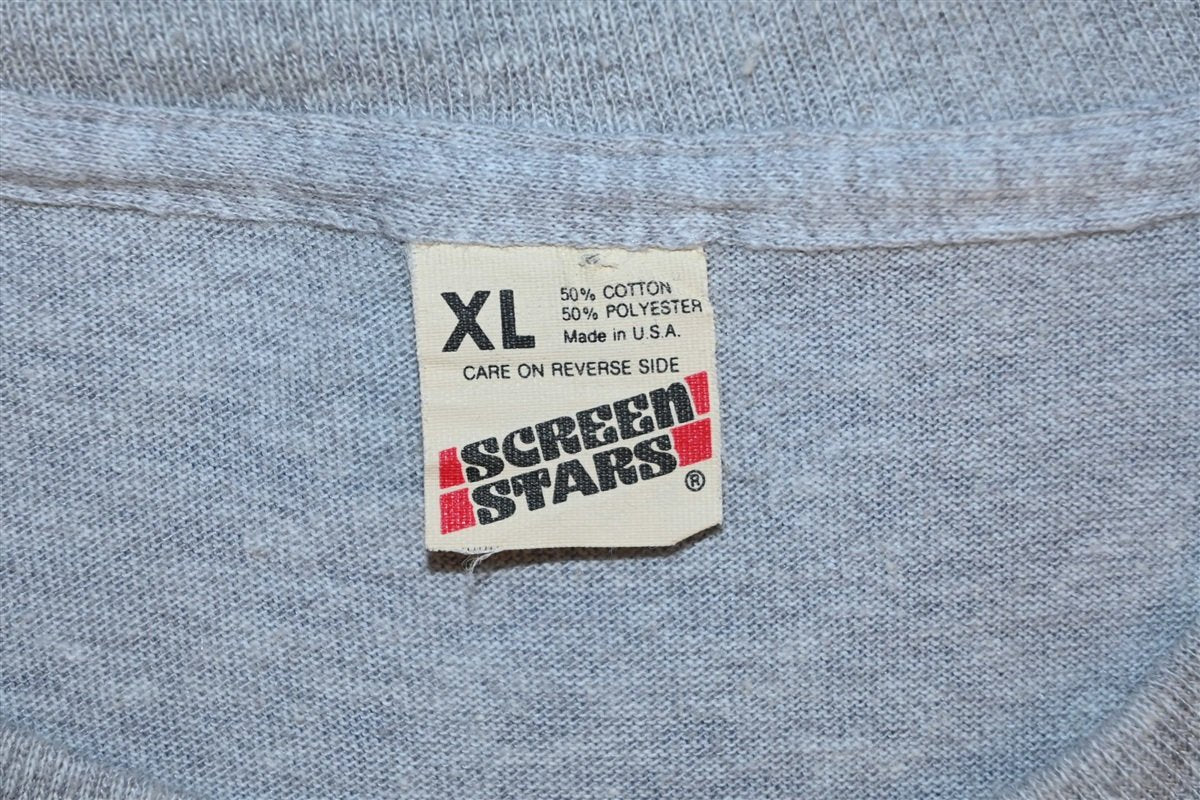 XL
50% COTTON
50% POLYESTER
Made in U.S.A.
CARE ON REVERSE SIDE
SCREEn
STARS
®